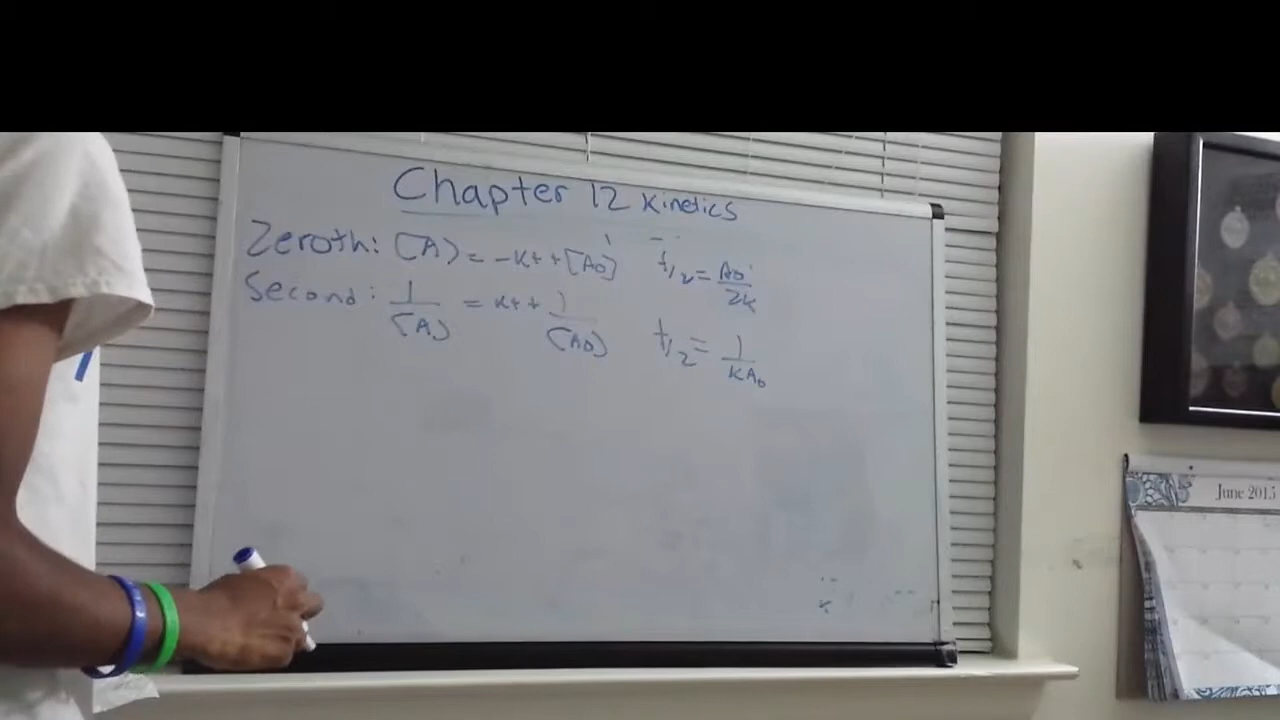 Chapter 12 Kinetics
Zeroth: [A] = -kt + [A0] t1/2 = A0/2k
Second: 1/[A] = kt + 1/[A0] t1/2 = 1/kA0
June 2015